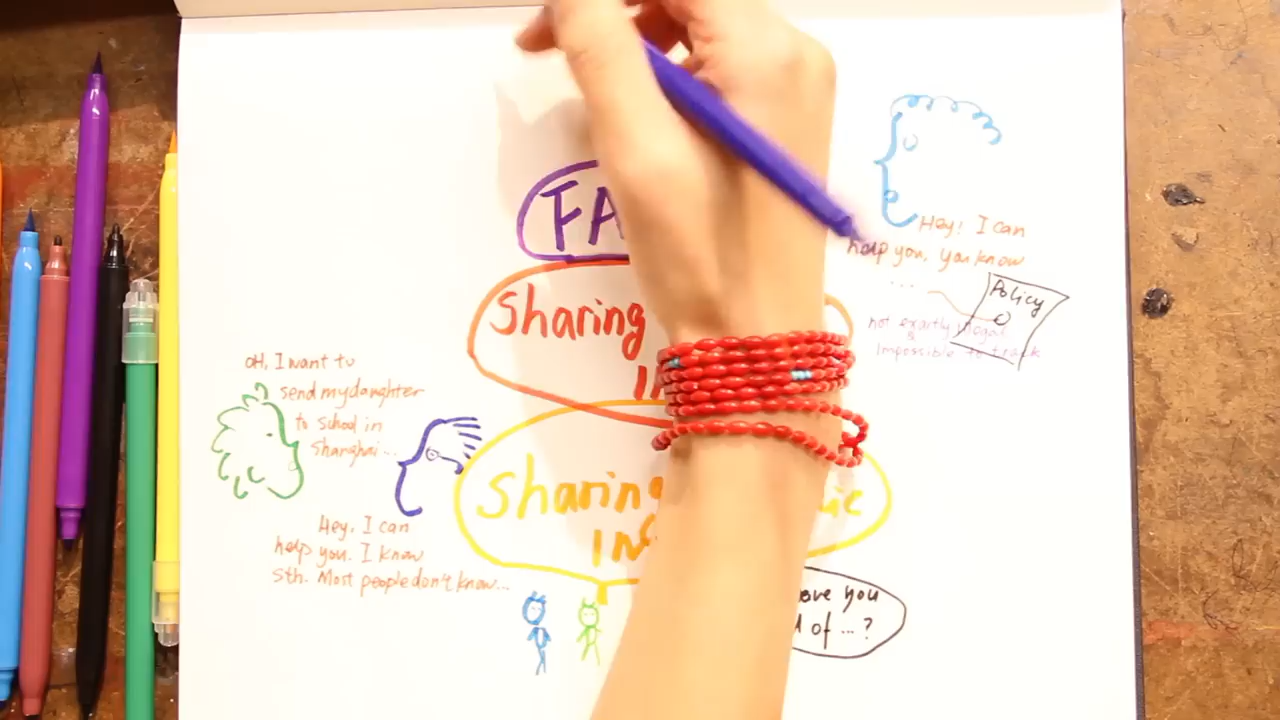 FA
Sharing
Sharing
Hey! I can
help you, you know
...
Policy
not exactly illegal
&
Impossible to track
oH, I want to
send my daughter
to school in
Shanghai...
Hey, I can
help you. I know
sth. Most people don't know...
you
of ... ?